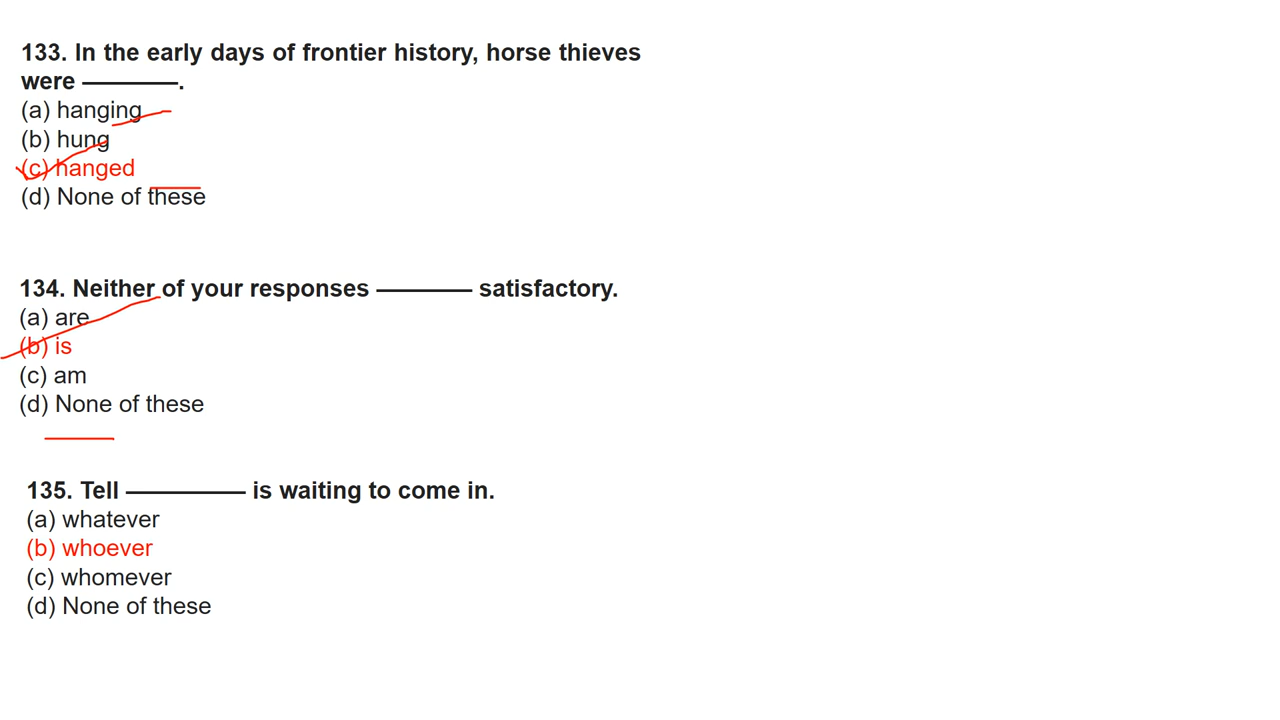 133. In the early days of frontier history, horse thieves
were ________.
(a) hanging
(b) hung
(c) hanged
(d) None of these
134. Neither of your responses ________ satisfactory.
(a) are
(b) is
(c) am
(d) None of these
135. Tell __________ is waiting to come in.
(a) whatever
(b) whoever
(c) whomever
(d) None of these